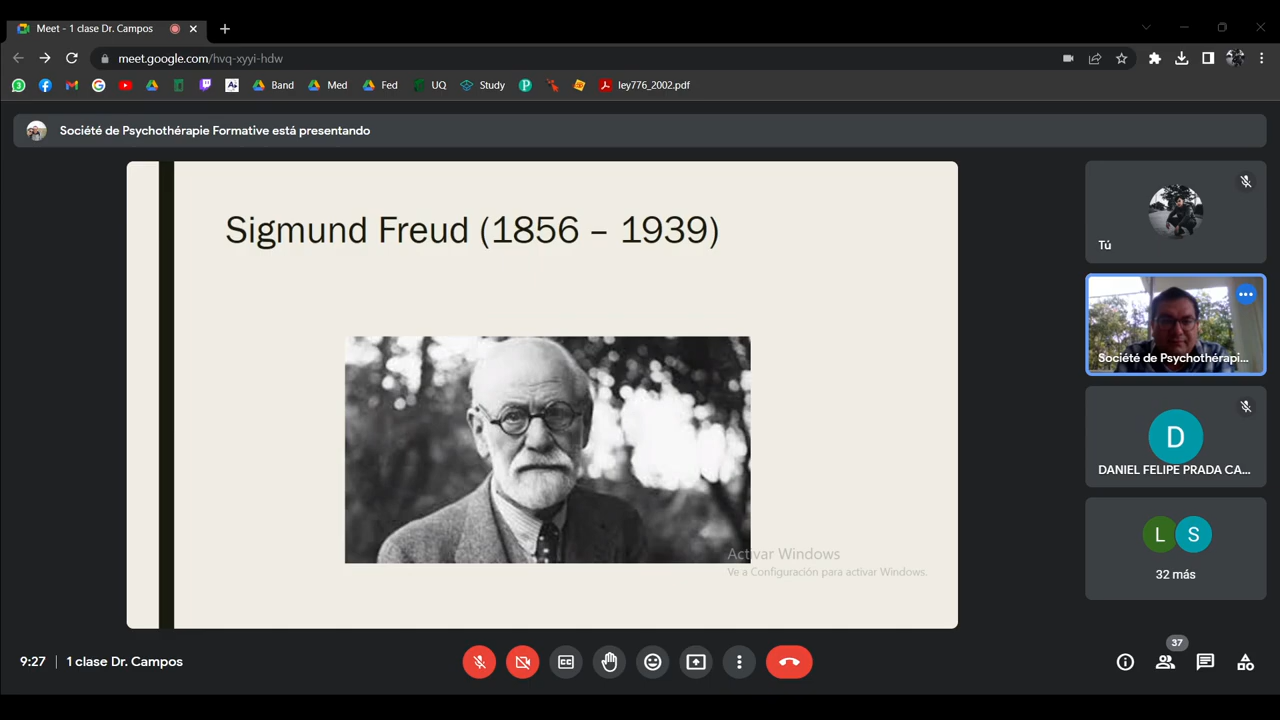 Meet - 1 clase Dr. Campos
meet.google.com/hvq-xyyi-hdw
Band
Med
Fed
UQ
Study
ley776_2002.pdf
Société de Psychothérapie Formative está presentando
Sigmund Freud (1856 – 1939)
Activar Windows
Ve a Configuración para activar Windows.
Tú
Société de Psychothérapi...
D
DANIEL FELIPE PRADA CA...
L
S
32 más
9:27
1 clase Dr. Campos
37